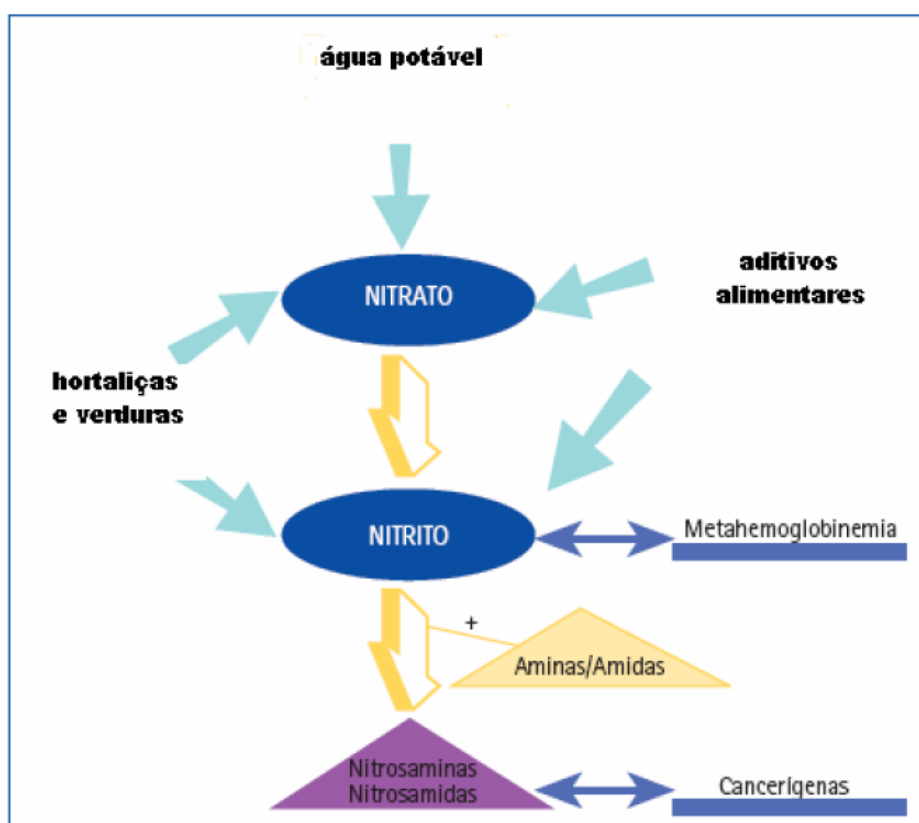 água potável
NITRATO
aditivos
alimentares
hortaliças
e verduras
NITRITO
Metahemoglobinemia
+
Aminas/Amidas
Nitrosaminas
Nitrosamidas
Cancerígenas